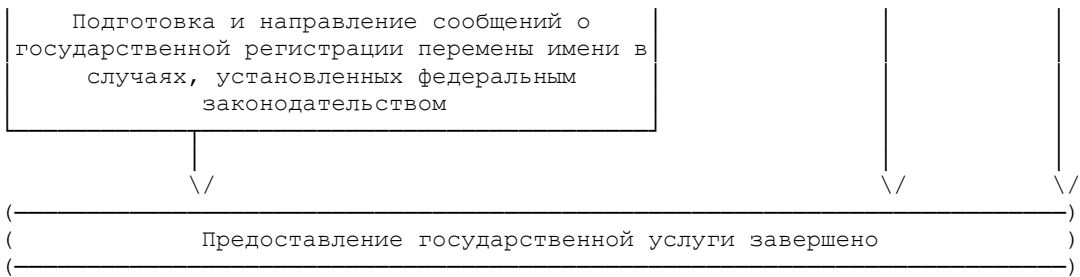 Подготовка и направление сообщений о
государственной регистрации перемены имени в
случаях, установленных федеральным
законодательством
Предоставление государственной услуги завершено